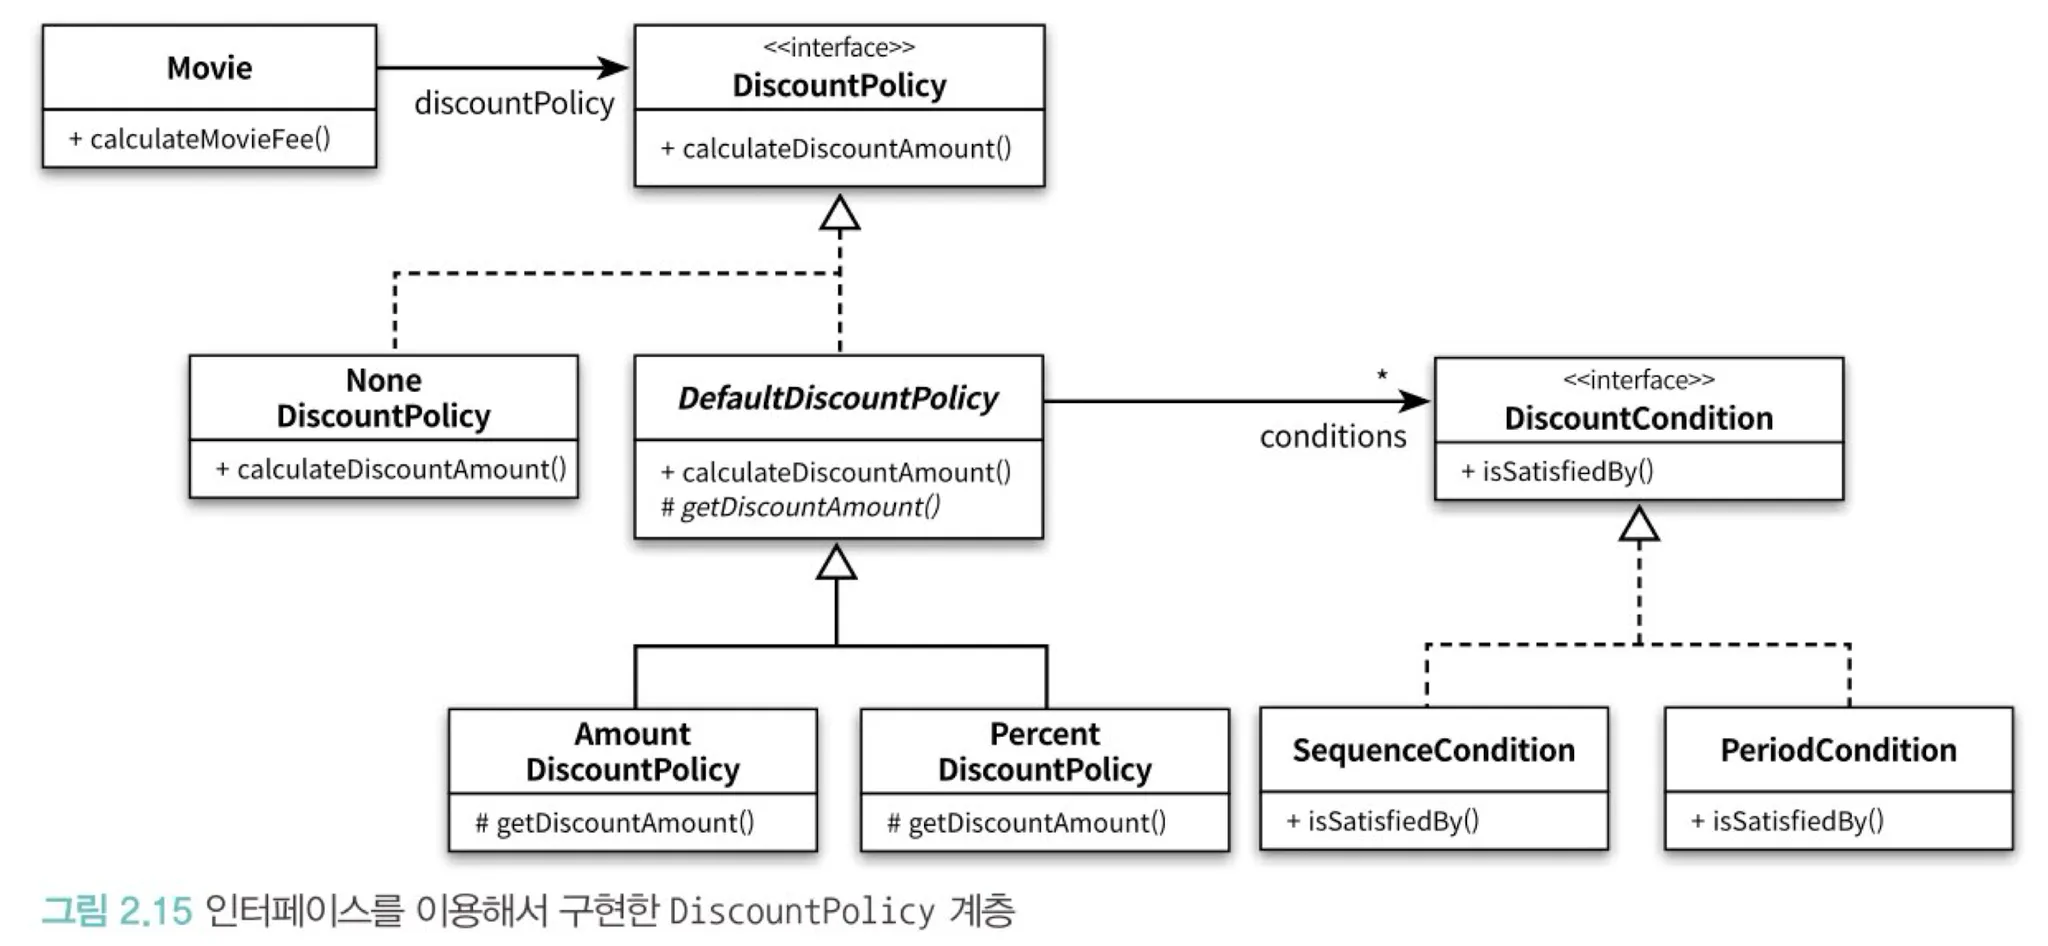 Movie
+ calculateMovieFee()
discountPolicy
<<interface>>
DiscountPolicy
+ calculateDiscountAmount()
None
DiscountPolicy
+ calculateDiscountAmount()
DefaultDiscountPolicy
+ calculateDiscountAmount()
# getDiscountAmount()
*
conditions
<<interface>>
DiscountCondition
+ isSatisfiedBy()
Amount
DiscountPolicy
# getDiscountAmount()
Percent
DiscountPolicy
# getDiscountAmount()
SequenceCondition
+ isSatisfiedBy()
PeriodCondition
+ isSatisfiedBy()
그림 2.15 인터페이스를 이용해서 구현한 DiscountPolicy 계층